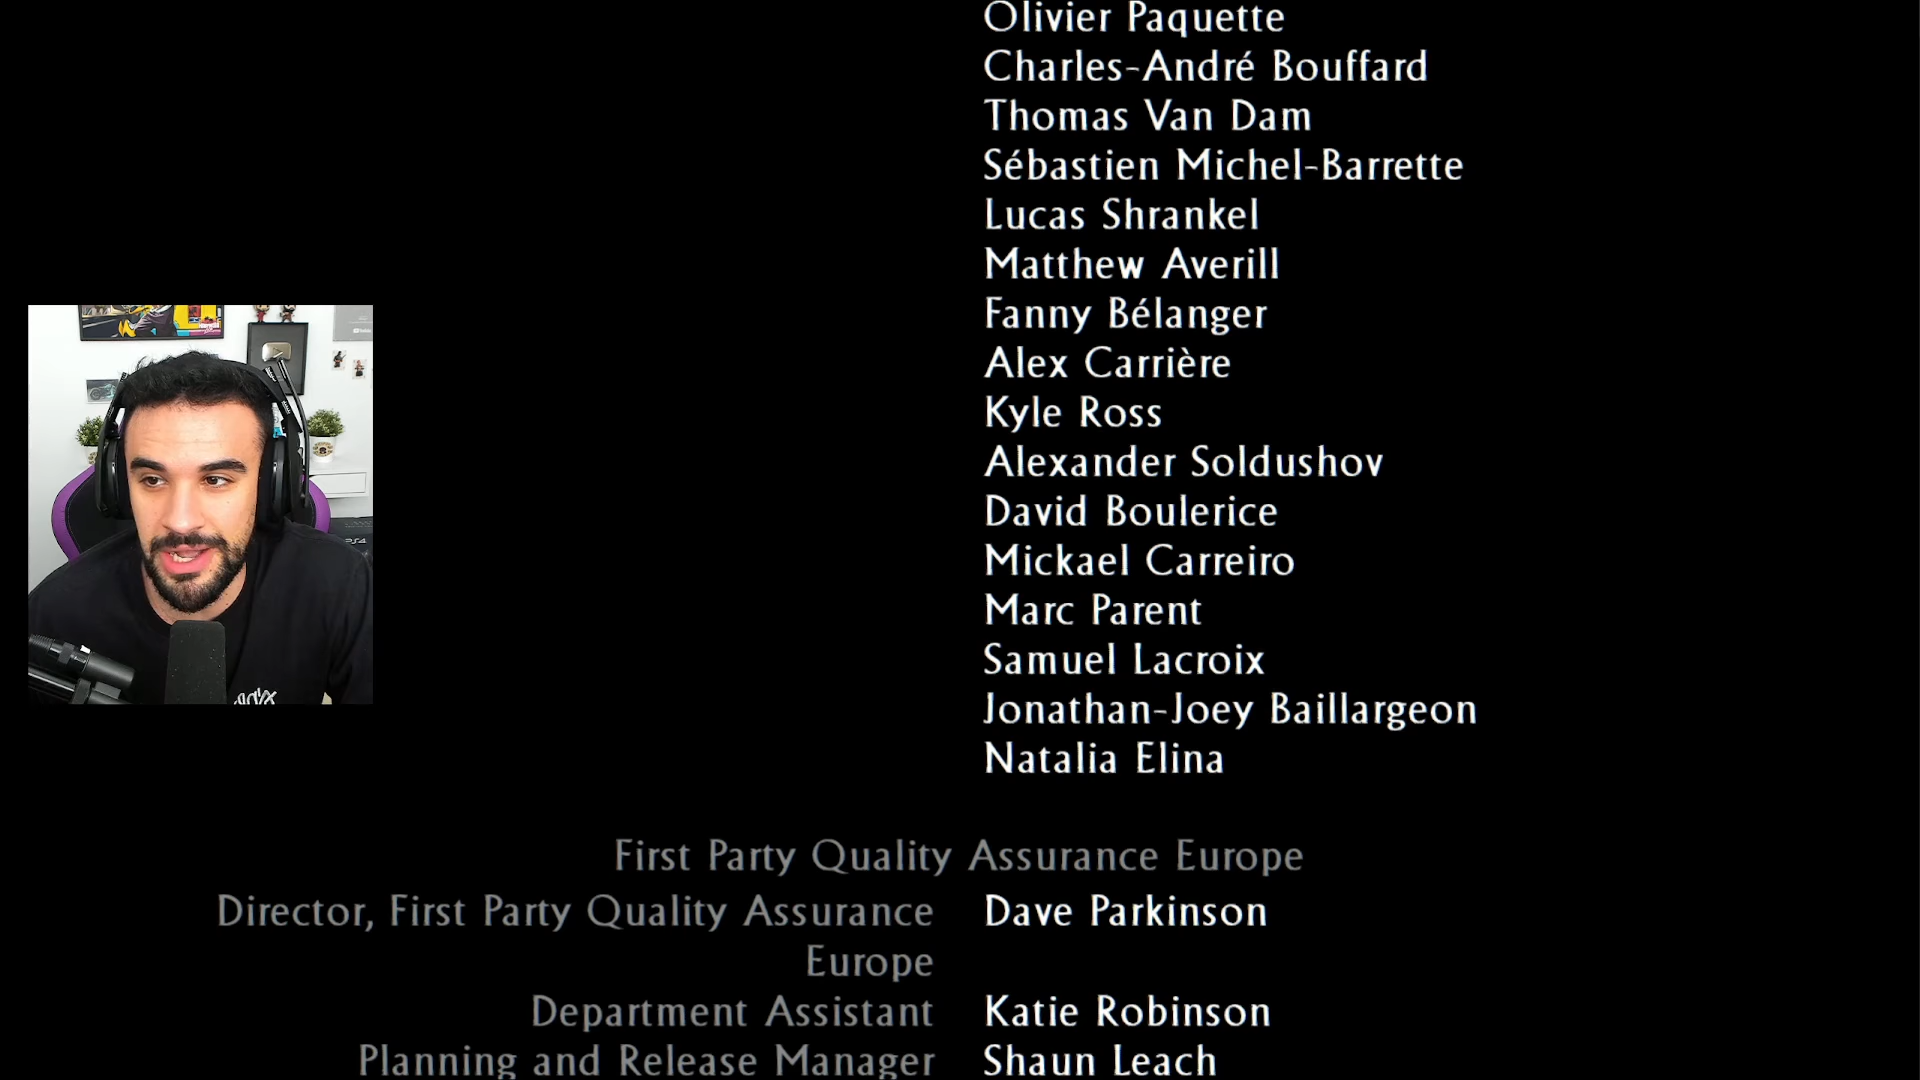 Olivier Paquette
Charles-André Bouffard
Thomas Van Dam
Sébastien Michel-Barrette
Lucas Shrankel
Matthew Averill
Fanny Bélanger
Alex Carrière
Kyle Ross
Alexander Soldushov
David Boulerice
Mickael Carreiro
Marc Parent
Samuel Lacroix
Jonathan-Joey Baillargeon
Natalia Elina
First Party Quality Assurance Europe
Director, First Party Quality Assurance Dave Parkinson
Europe
Department Assistant Katie Robinson
Planning and Release Manager Shaun Leach
PS4